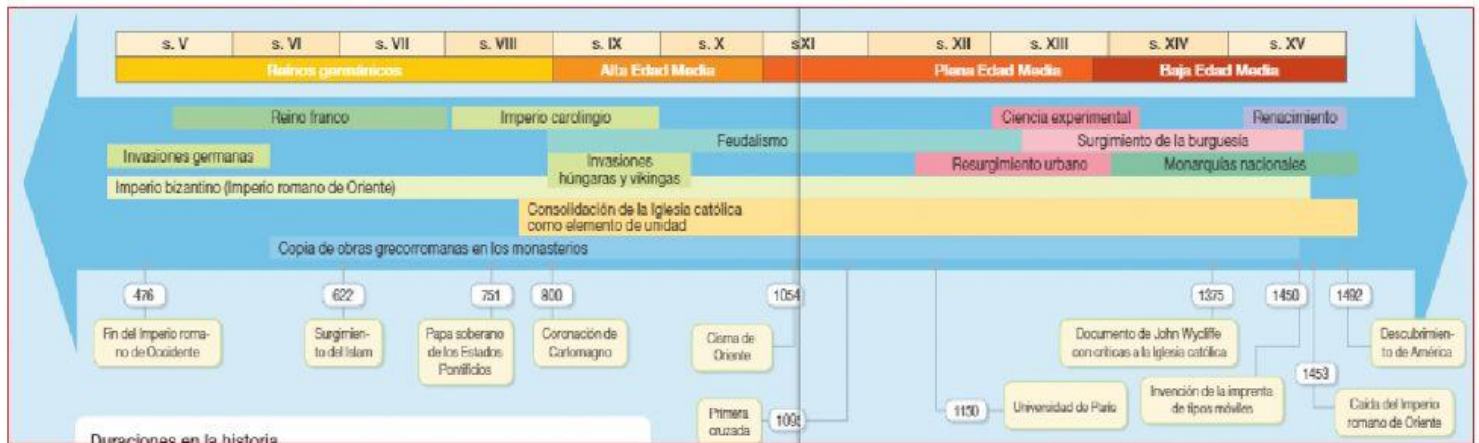 s. V s. VI s. VII s. VIII s. IX s. X s XI s. XII s. XIII s. XIV s. XV
Reinos germánicos Alta Edad Media Plena Edad Media Baja Edad Media
Reino franco Imperio carolingio Ciencia experimental Renacimiento
Feudalismo Surgimiento de la burguesía
Invasiones germanas Invasiones
húngaras y vikingas Resurgimiento urbano Monarquías nacionales
Imperio bizantino (Imperio romano de Oriente)
Consolidación de la Iglesia católica
como elemento de unidad
Copia de obras grecorromanas en los monasterios
476 622 751 800 1054 1375 1450 1492
Fin del Imperio roma-
no de Occidente
Surgimien-
to del Islam
Papa soberano
de los Estados
Pontificios
Coronación de
Carlomagno
Cisma de
Oriente
Documento de John Wycliffe
con críticas a la Iglesia católica
Descubrimien-
to de América
1453
Primera
cruzada
1095
1150
Universidad de París
Invención de la imprenta
de tipos móviles
Caída del Imperio
romano de Oriente
Duraciones en la historia